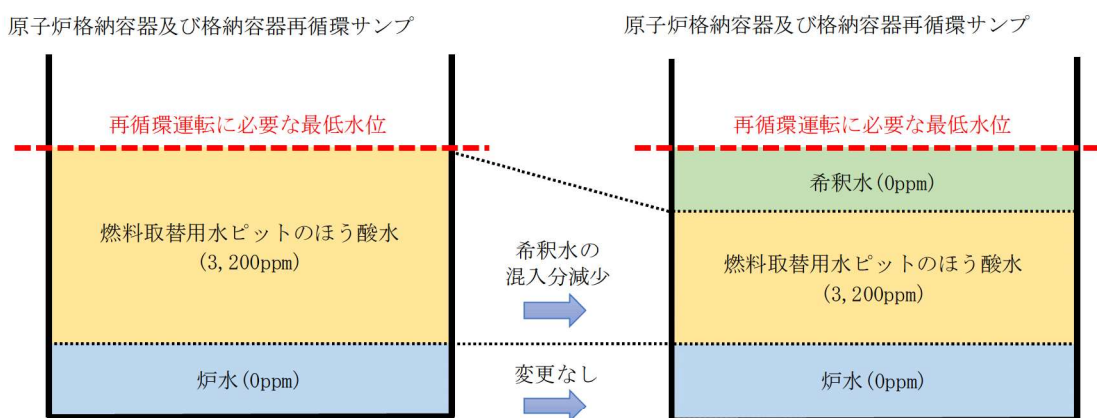 原子炉格納容器及び格納容器再循環サンプ
再循環運転に必要な最低水位
燃料取替用水ピットのほう酸水
(3,200ppm)
炉水(0ppm)
希釈水の
混入分減少
変更なし
原子炉格納容器及び格納容器再循環サンプ
再循環運転に必要な最低水位
希釈水(0ppm)
燃料取替用水ピットのほう酸水
(3,200ppm)
炉水(0ppm)